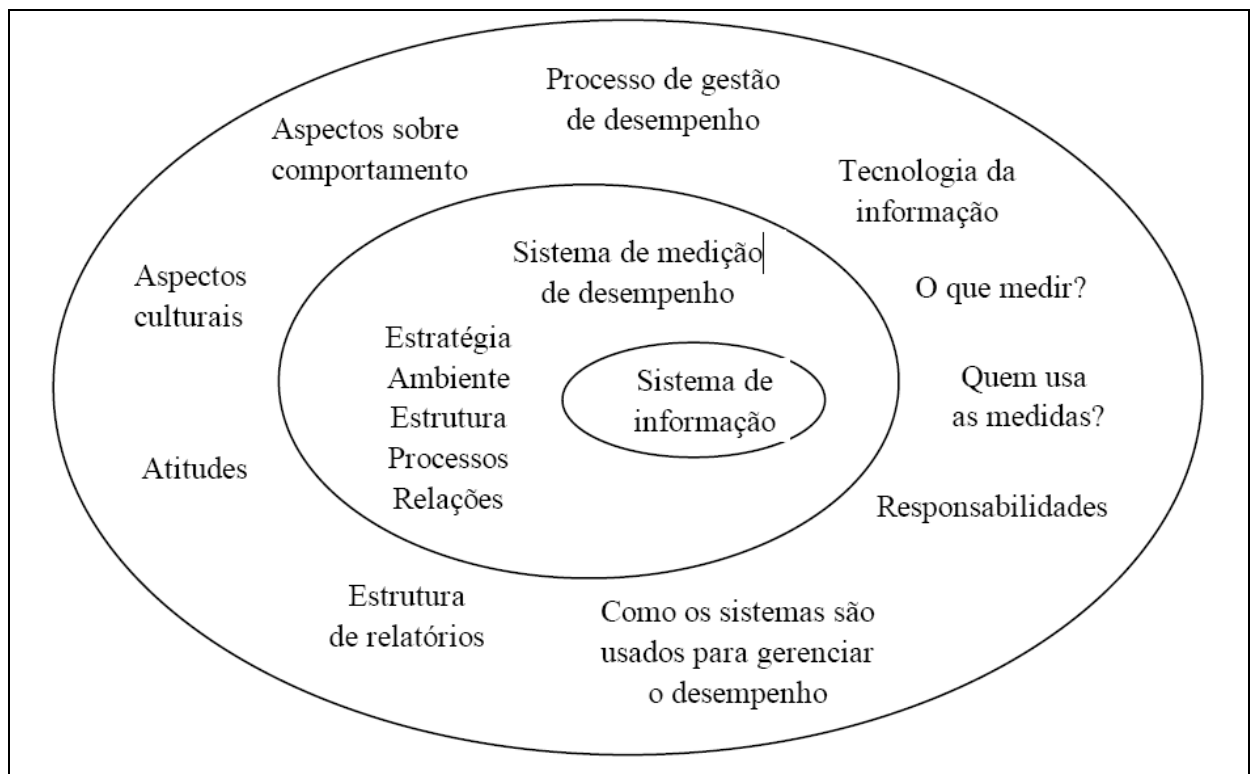 Processo de gestão
de desempenho
Aspectos sobre
comportamento
Tecnologia da
informação
Sistema de medição
de desempenho
Aspectos
culturais
O que medir?
Estratégia
Ambiente
Estrutura
Processos
Relações
Sistema de
informação
Quem usa
as medidas?
Atitudes
Responsabilidades
Estrutura
de relatórios
Como os sistemas são
usados para gerenciar
o desempenho